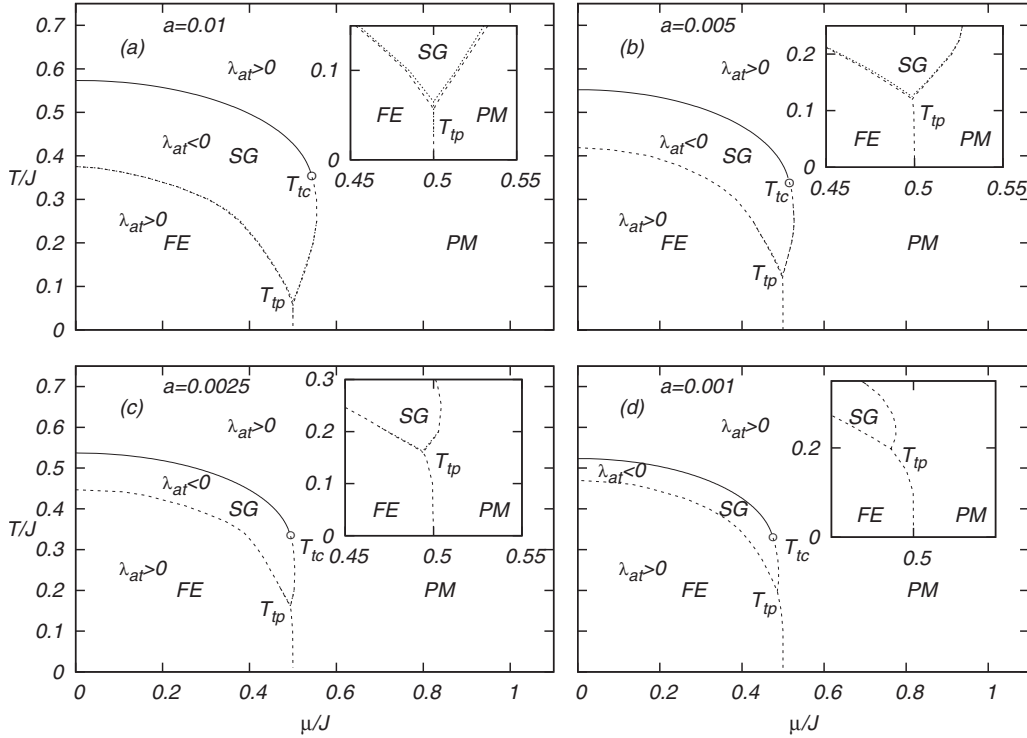 0.7
(a)
a=0.01
λat>0
0.6
0.5
0.4
T/J
0.3
0.2
0.1
0
λat<0
SG
Ttc
λat>0
FE
PM
Ttp
0.1
0
SG
FE
PM
Ttp
0.45
0.5
0.55
(b)
a=0.005
λat>0
λat<0
SG
Ttc
λat>0
FE
PM
Ttp
0.2
0.1
0
SG
FE
PM
Ttp
0.45
0.5
0.55
0.7
(c)
a=0.0025
λat>0
0.6
0.5
0.4
T/J
0.3
0.2
0.1
0
λat<0
SG
Ttc
λat>0
FE
PM
Ttp
0.3
0.2
0.1
0
SG
FE
PM
Ttp
0.45
0.5
0.55
0
0.2
0.4
0.6
0.8
1
μ/J
(d)
a=0.001
λat>0
λat<0
SG
Ttc
λat>0
FE
PM
Ttp
0.2
0
SG
FE
PM
Ttp
0.5
0
0.2
0.4
0.6
0.8
1
μ/J